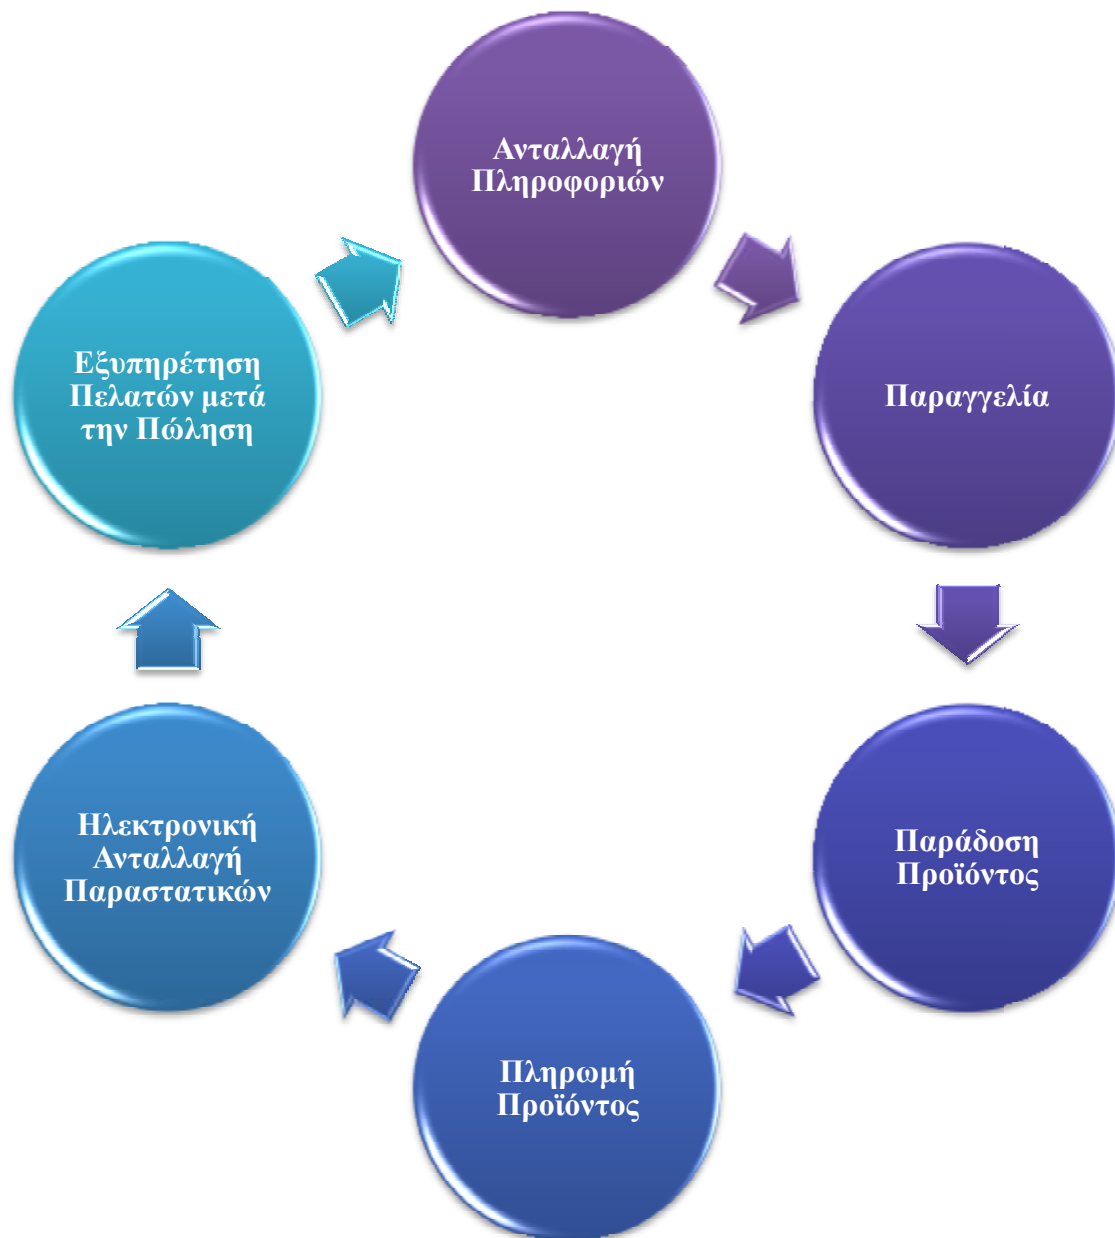 Ανταλλαγή
Πληροφοριών
Παραγγελία
Παράδοση
Προϊόντος
Πληρωμή
Προϊόντος
Ηλεκτρονική
Ανταλλαγή
Παραστατικών
Εξυπηρέτηση
Πελατών μετά
την Πώληση